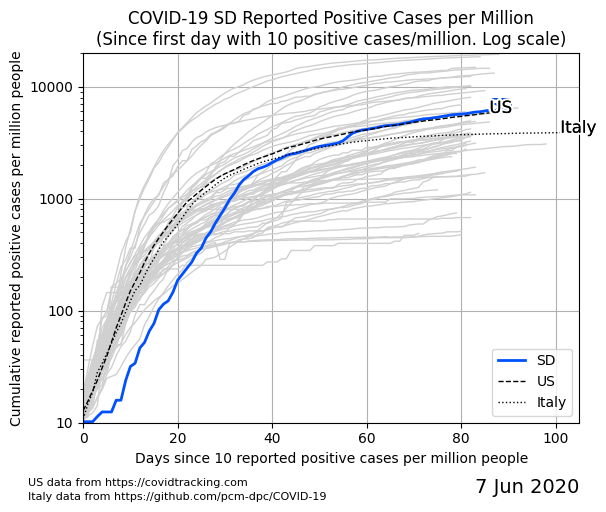 COVID-19 SD Reported Positive Cases per Million
(Since first day with 10 positive cases/million. Log scale)
Cumulative reported positive cases per million people
10000
1000
100
10
US
Italy
SD
US
Italy
0
20
40
60
80
100
Days since 10 reported positive cases per million people
US data from https://covidtracking.com
Italy data from https://github.com/pcm-dpc/COVID-19
7 Jun 2020